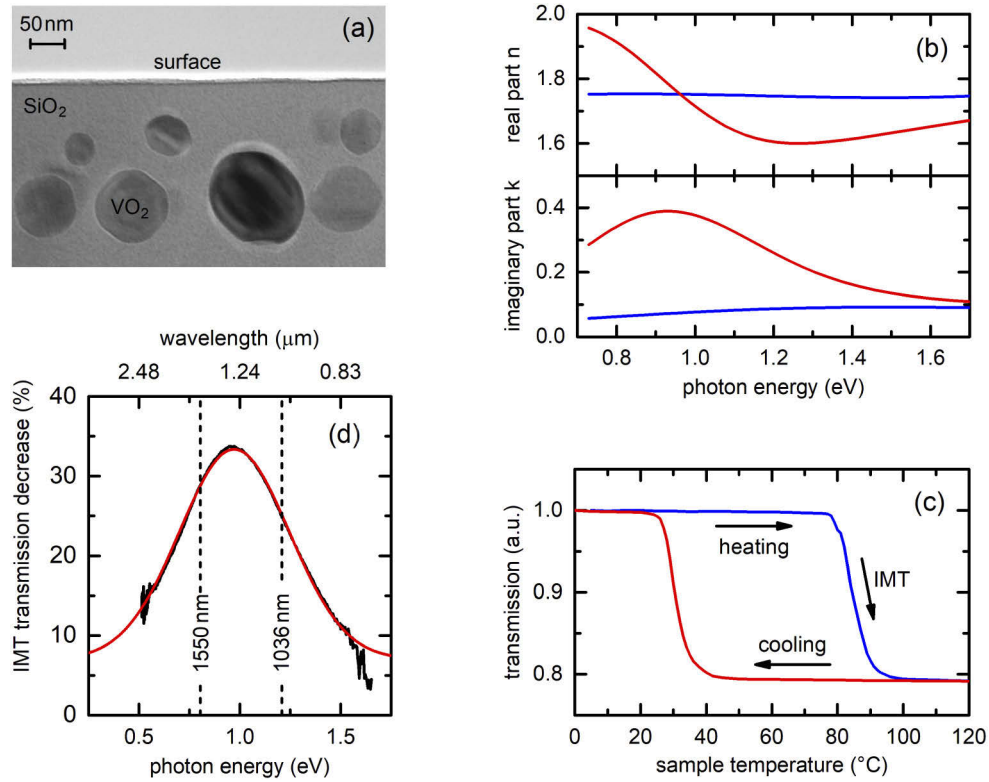 50 nm
(a)
surface
SiO2
VO2
(b)
real part n
2.0
1.8
1.6
imaginary part k
0.4
0.2
0.0
0.8 1.0 1.2 1.4 1.6
photon energy (eV)
wavelength (μm)
2.48 1.24 0.83
IMT transmission decrease (%)
40
30
20
10
0
(d)
1550 nm
1036 nm
0.5 1.0 1.5
photon energy (eV)
(c)
transmission (a.u.)
1.0
0.9
0.8
heating
IMT
cooling
0 20 40 60 80 100 120
sample temperature (°C)